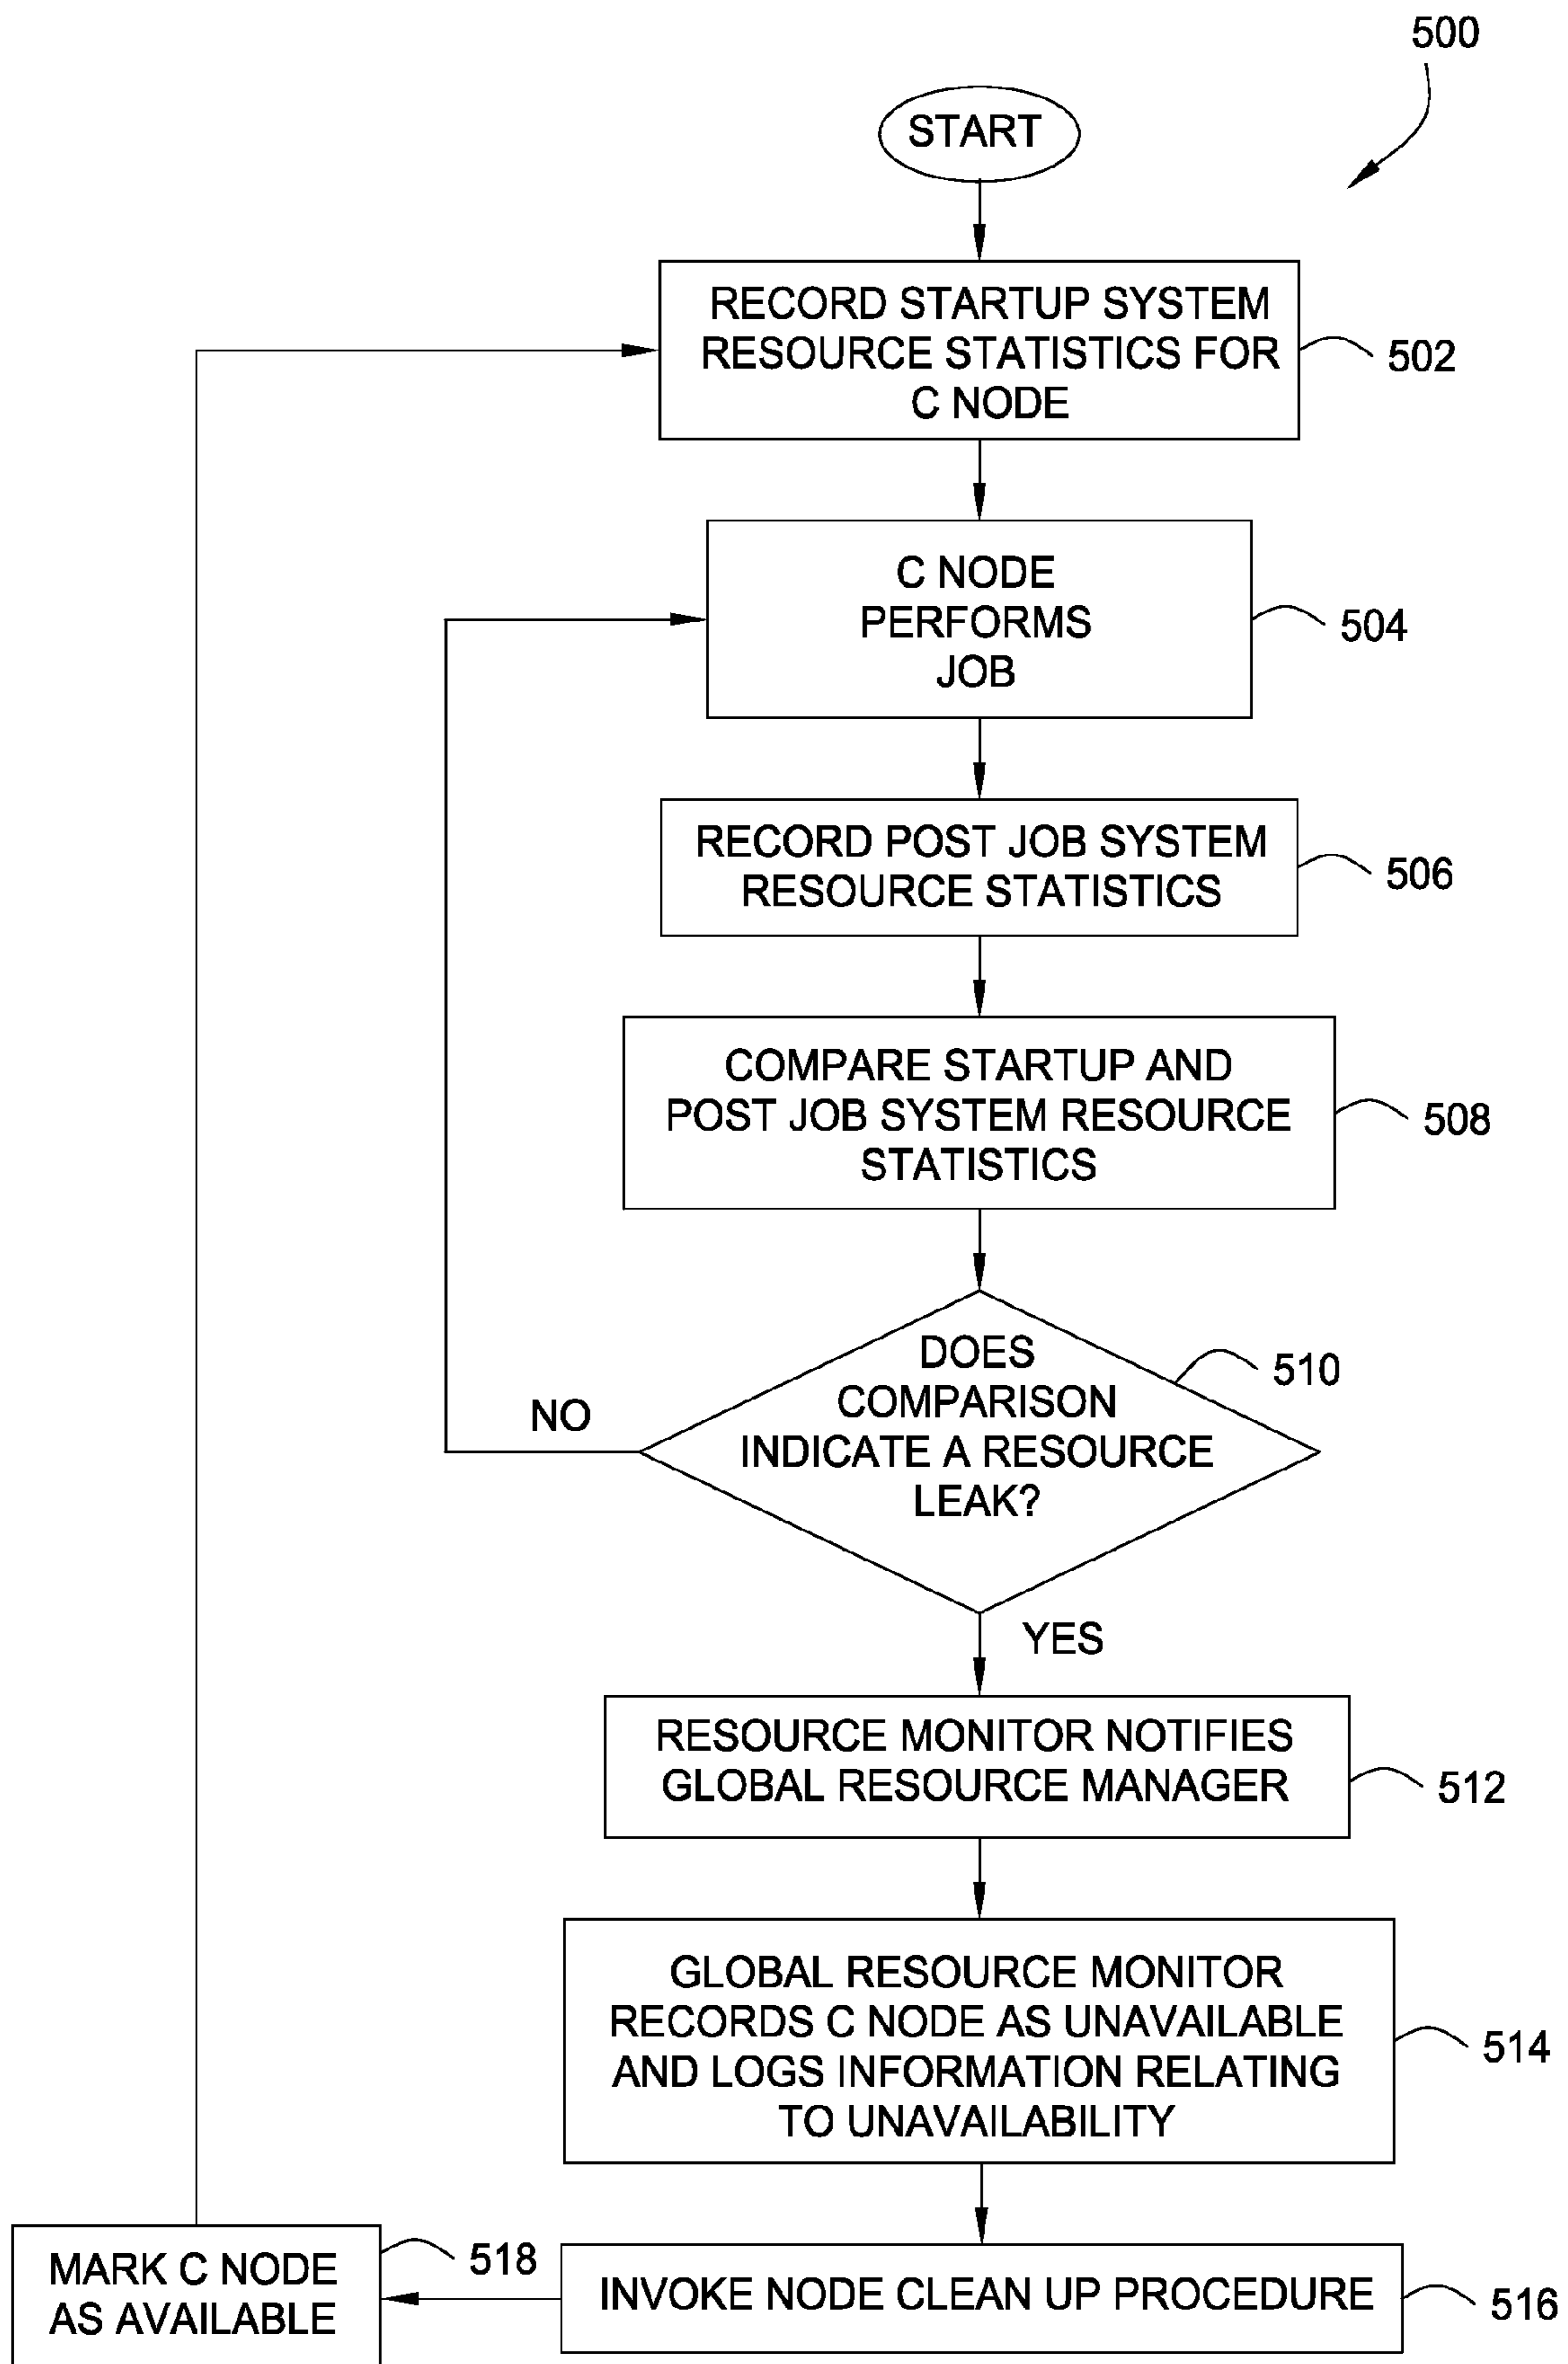 500
START
RECORD STARTUP SYSTEM
RESOURCE STATISTICS FOR
C NODE
502
C NODE
PERFORMS
JOB
504
RECORD POST JOB SYSTEM
RESOURCE STATISTICS
506
COMPARE STARTUP AND
POST JOB SYSTEM RESOURCE
STATISTICS
508
DOES
COMPARISON
INDICATE A RESOURCE
LEAK?
510
NO
YES
RESOURCE MONITOR NOTIFIES
GLOBAL RESOURCE MANAGER
512
GLOBAL RESOURCE MONITOR
RECORDS C NODE AS UNAVAILABLE
AND LOGS INFORMATION RELATING
TO UNAVAILABILITY
514
INVOKE NODE CLEAN UP PROCEDURE
516
MARK C NODE
AS AVAILABLE
518